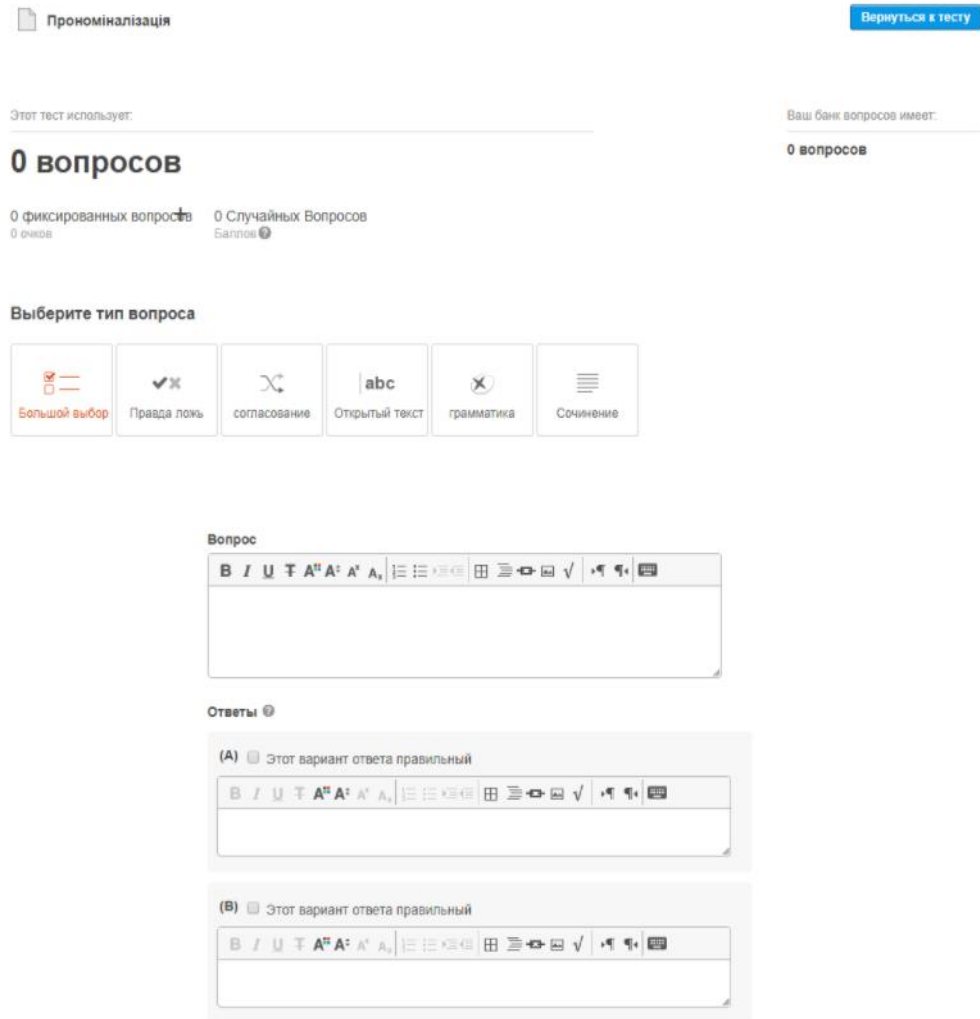 Прономіналізація
Вернуться к тесту
Этот тест использует:
Ваш банк вопросов имеет:
0 вопросов
0 вопросов
0 фиксированных вопросов
0 Случайных Вопросов
0 очков
Баллов
Выберите тип вопроса
abc
Большой выбор
Правда ложь
согласование
Открытый текст
грамматика
Сочинение
Вопрос
Ответы
(A) Этот вариант ответа правильный
(B) Этот вариант ответа правильный